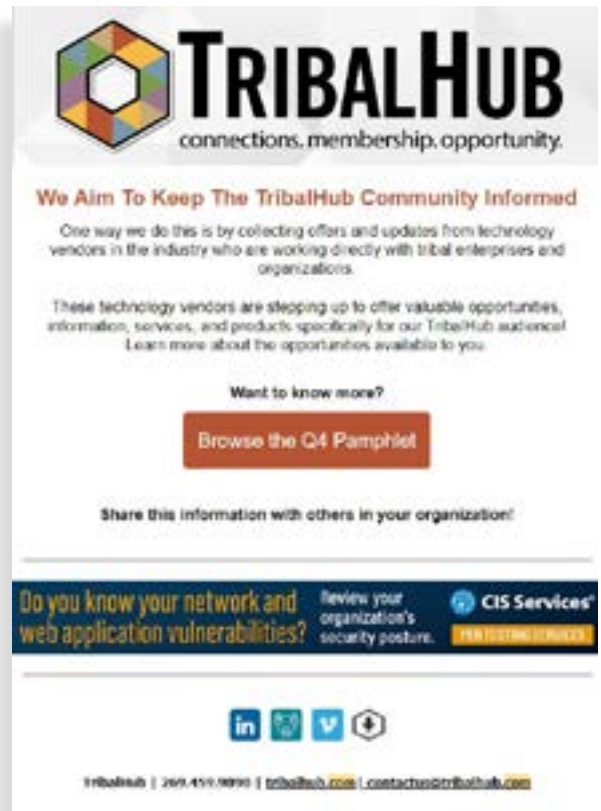 TRIBALHUB
connections. membership. opportunity.
We Aim To Keep The TribalHub Community Informed
One way we do this is by collecting offers and updates from technology
vendors in the industry who are working directly with tribal enterprises and
organizations.
These technology vendors are stepping up to offer valuable opportunities,
information, services, and products specifically for our TribalHub audience!
Learn more about the opportunities available to you.
Want to know more?
Browse the Q4 Pamphlet
Share this information with others in your organization!
Do you know your network and
web application vulnerabilities?
Review your
organization's
security posture.
CIS Services®
PEN TESTING SERVICES
in
v
TribalHub | 269.459.9890 | tribalhub.com | contactus@tribalhub.com